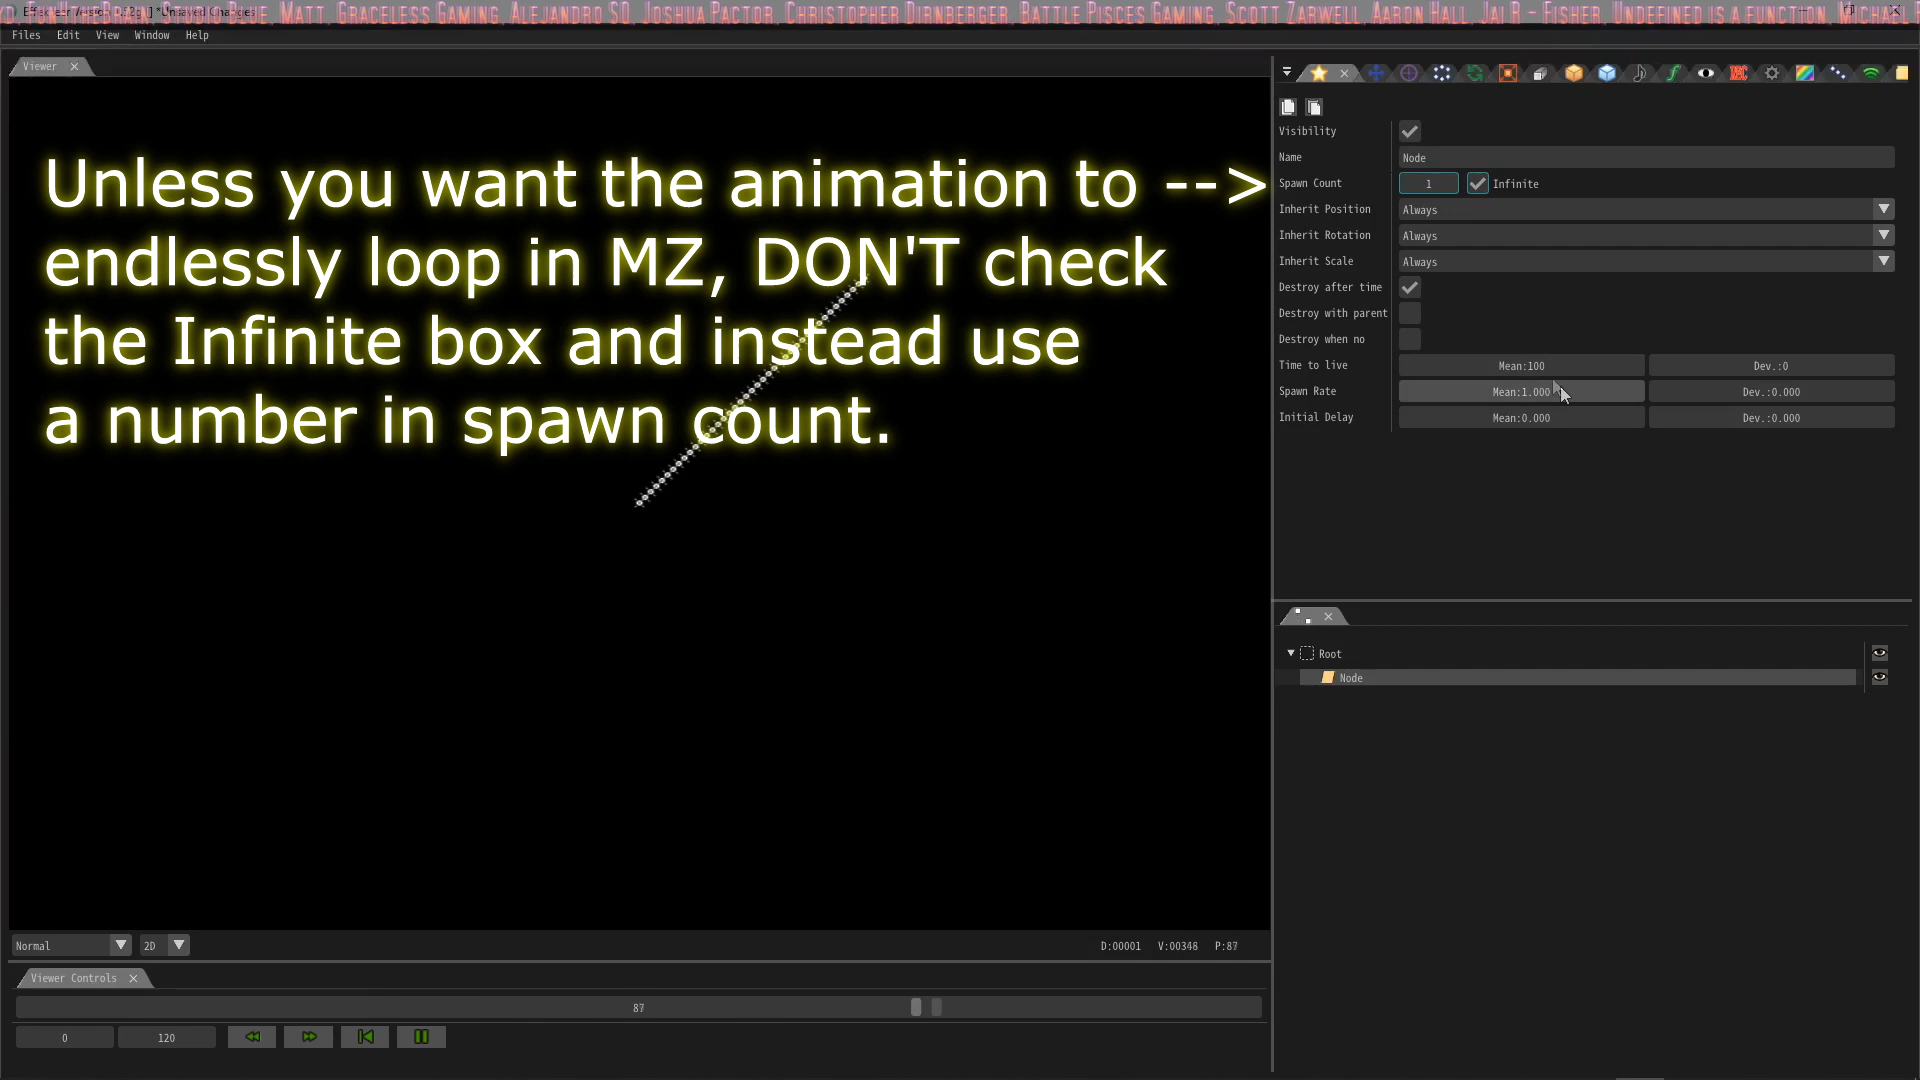 MATT, GRACELESS GAMING, ALEJANDRO SD, JOSHUA PACTOR, CHRISTOPHER DURNBERGER, BATTLE PISCES GAMING, SCOTT ZARWELL, AARON HALL, JAI B - FISHER, UNDEFINED IS A FUNCTION, MICHAEL
Files Edit View Window Help
Viewer
Unless you want the animation to -->
endlessly loop in MZ, DON'T check
the Infinite box and instead use
a number in spawn count.
Normal 2D D:00001 V:00348 P:87
Viewer Controls
87
0 120
Visibility
Name Node
Spawn Count 1 Infinite
Inherit Position Always
Inherit Rotation Always
Inherit Scale Always
Destroy after time
Destroy with parent
Destroy when no
Time to live Mean:100 Dev.:0
Spawn Rate Mean:1.000 Dev.:0.000
Initial Delay Mean:0.000 Dev.:0.000
Root
Node